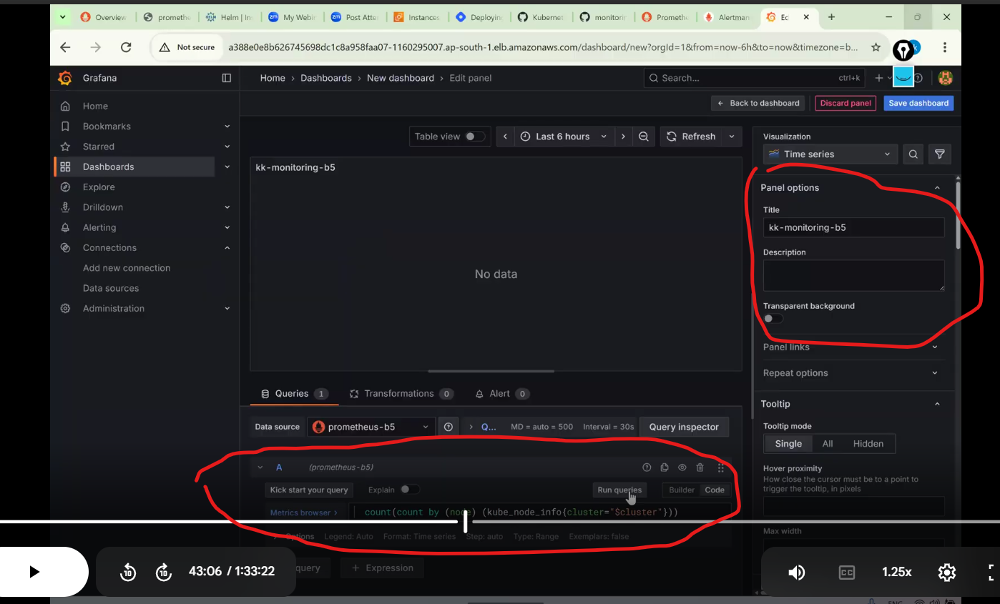 Overview
promethe
Helm | In
My Webir
Post Atte
Instances
Deploying
Kubernet
monitorin
Promethe
Alertman
Ec
Not secure
a388e0e8b626745698dc1c8a958faa07-1160295007.ap-south-1.elb.amazonaws.com/dashboard/new?orgId=1&from=now-6h&to=now&timezone=b...
Grafana
Home › Dashboards › New dashboard › Edit panel
Search...
ctrl+k
Back to dashboard
Discard panel
Save dashboard
Home
Bookmarks
Starred
Dashboards
Explore
Drilldown
Alerting
Connections
Add new connection
Data sources
Administration
Table view
Last 6 hours
Refresh
kk-monitoring-b5
No data
Visualization
Time series
Panel options
Title
kk-monitoring-b5
Description
Transparent background
Panel links
Repeat options
Tooltip
Tooltip mode
Single All Hidden
Hover proximity
How close the cursor must be to a point to
trigger the tooltip, in pixels
Max width
Queries 1
Transformations 0
Alert 0
Data source
prometheus-b5
Q...
MD = auto = 500
Interval = 30s
Query inspector
A (prometheus-b5)
Kick start your query
Explain
Run queries
Builder Code
Metrics browser ›
count(count by (node) (kube_node_info{cluster="$cluster"}))
Options Legend: Auto Format: Time series Step: auto Type: Range Exemplars: false
query
+ Expression
10
10
43:06 / 1:33:22
CC
1.25x
ENG